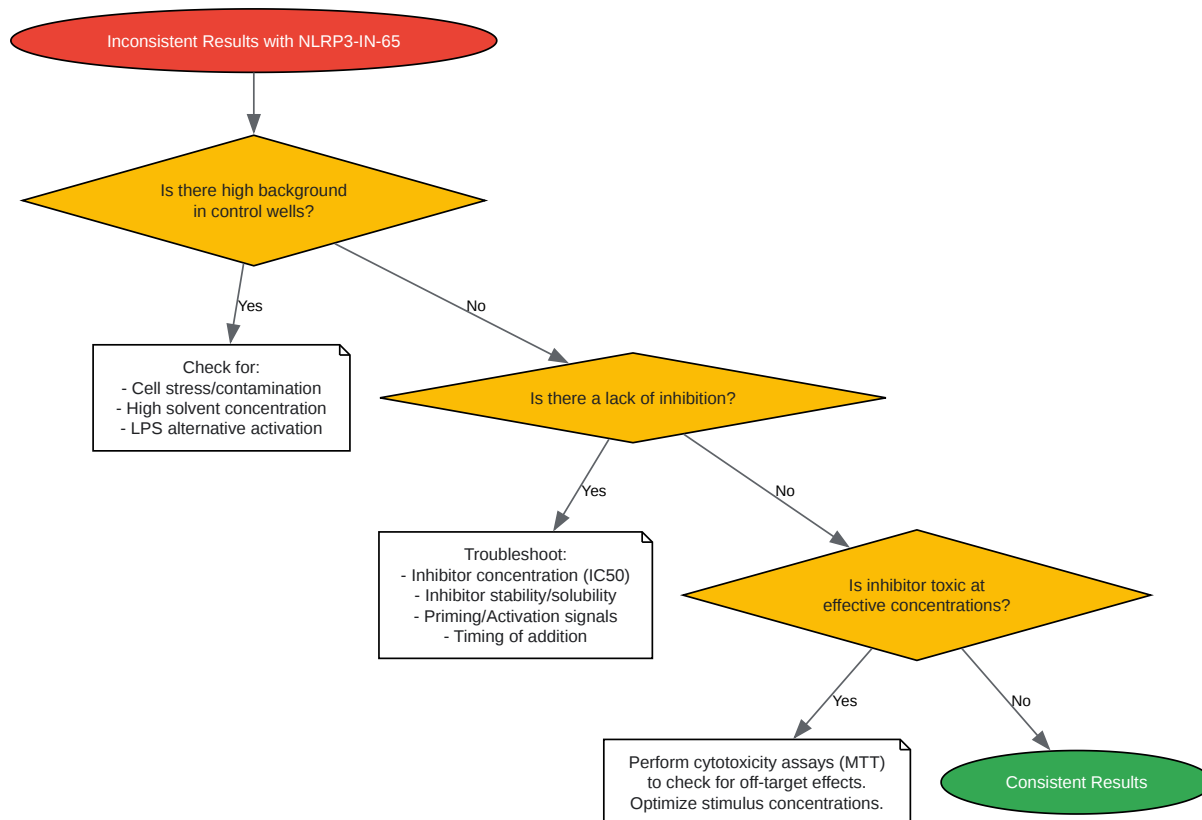 Inconsistent Results with NLRP3-IN-65
Is there high background
in control wells?
Yes
No
Check for:
- Cell stress/contamination
- High solvent concentration
- LPS alternative activation
Is there a lack of inhibition?
Yes
No
Troubleshoot:
- Inhibitor concentration (IC50)
- Inhibitor stability/solubility
- Priming/Activation signals
- Timing of addition
Is inhibitor toxic at
effective concentrations?
Yes
No
Perform cytotoxicity assays (MTT)
to check for off-target effects.
Optimize stimulus concentrations.
Consistent Results